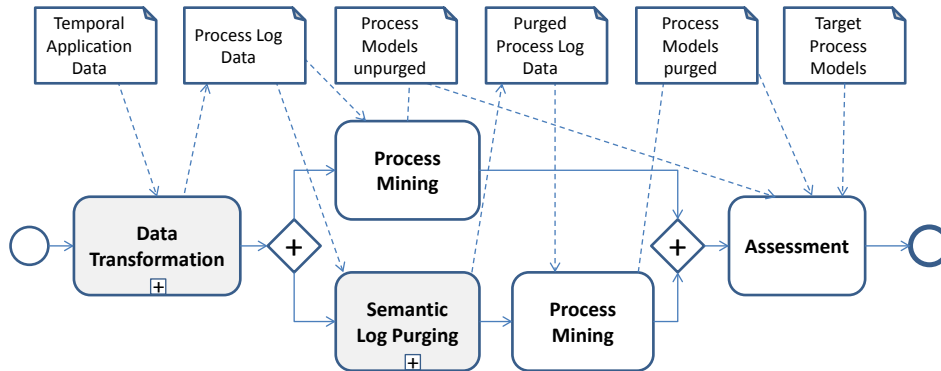 Temporal
Application
Data
Process Log
Data
Process
Models
unpurged
Purged
Process Log
Data
Process
Models
purged
Target
Process
Models
Process
Mining
Data
Transformation
+
+
+
Assessment
Semantic
Log Purging
+
Process
Mining